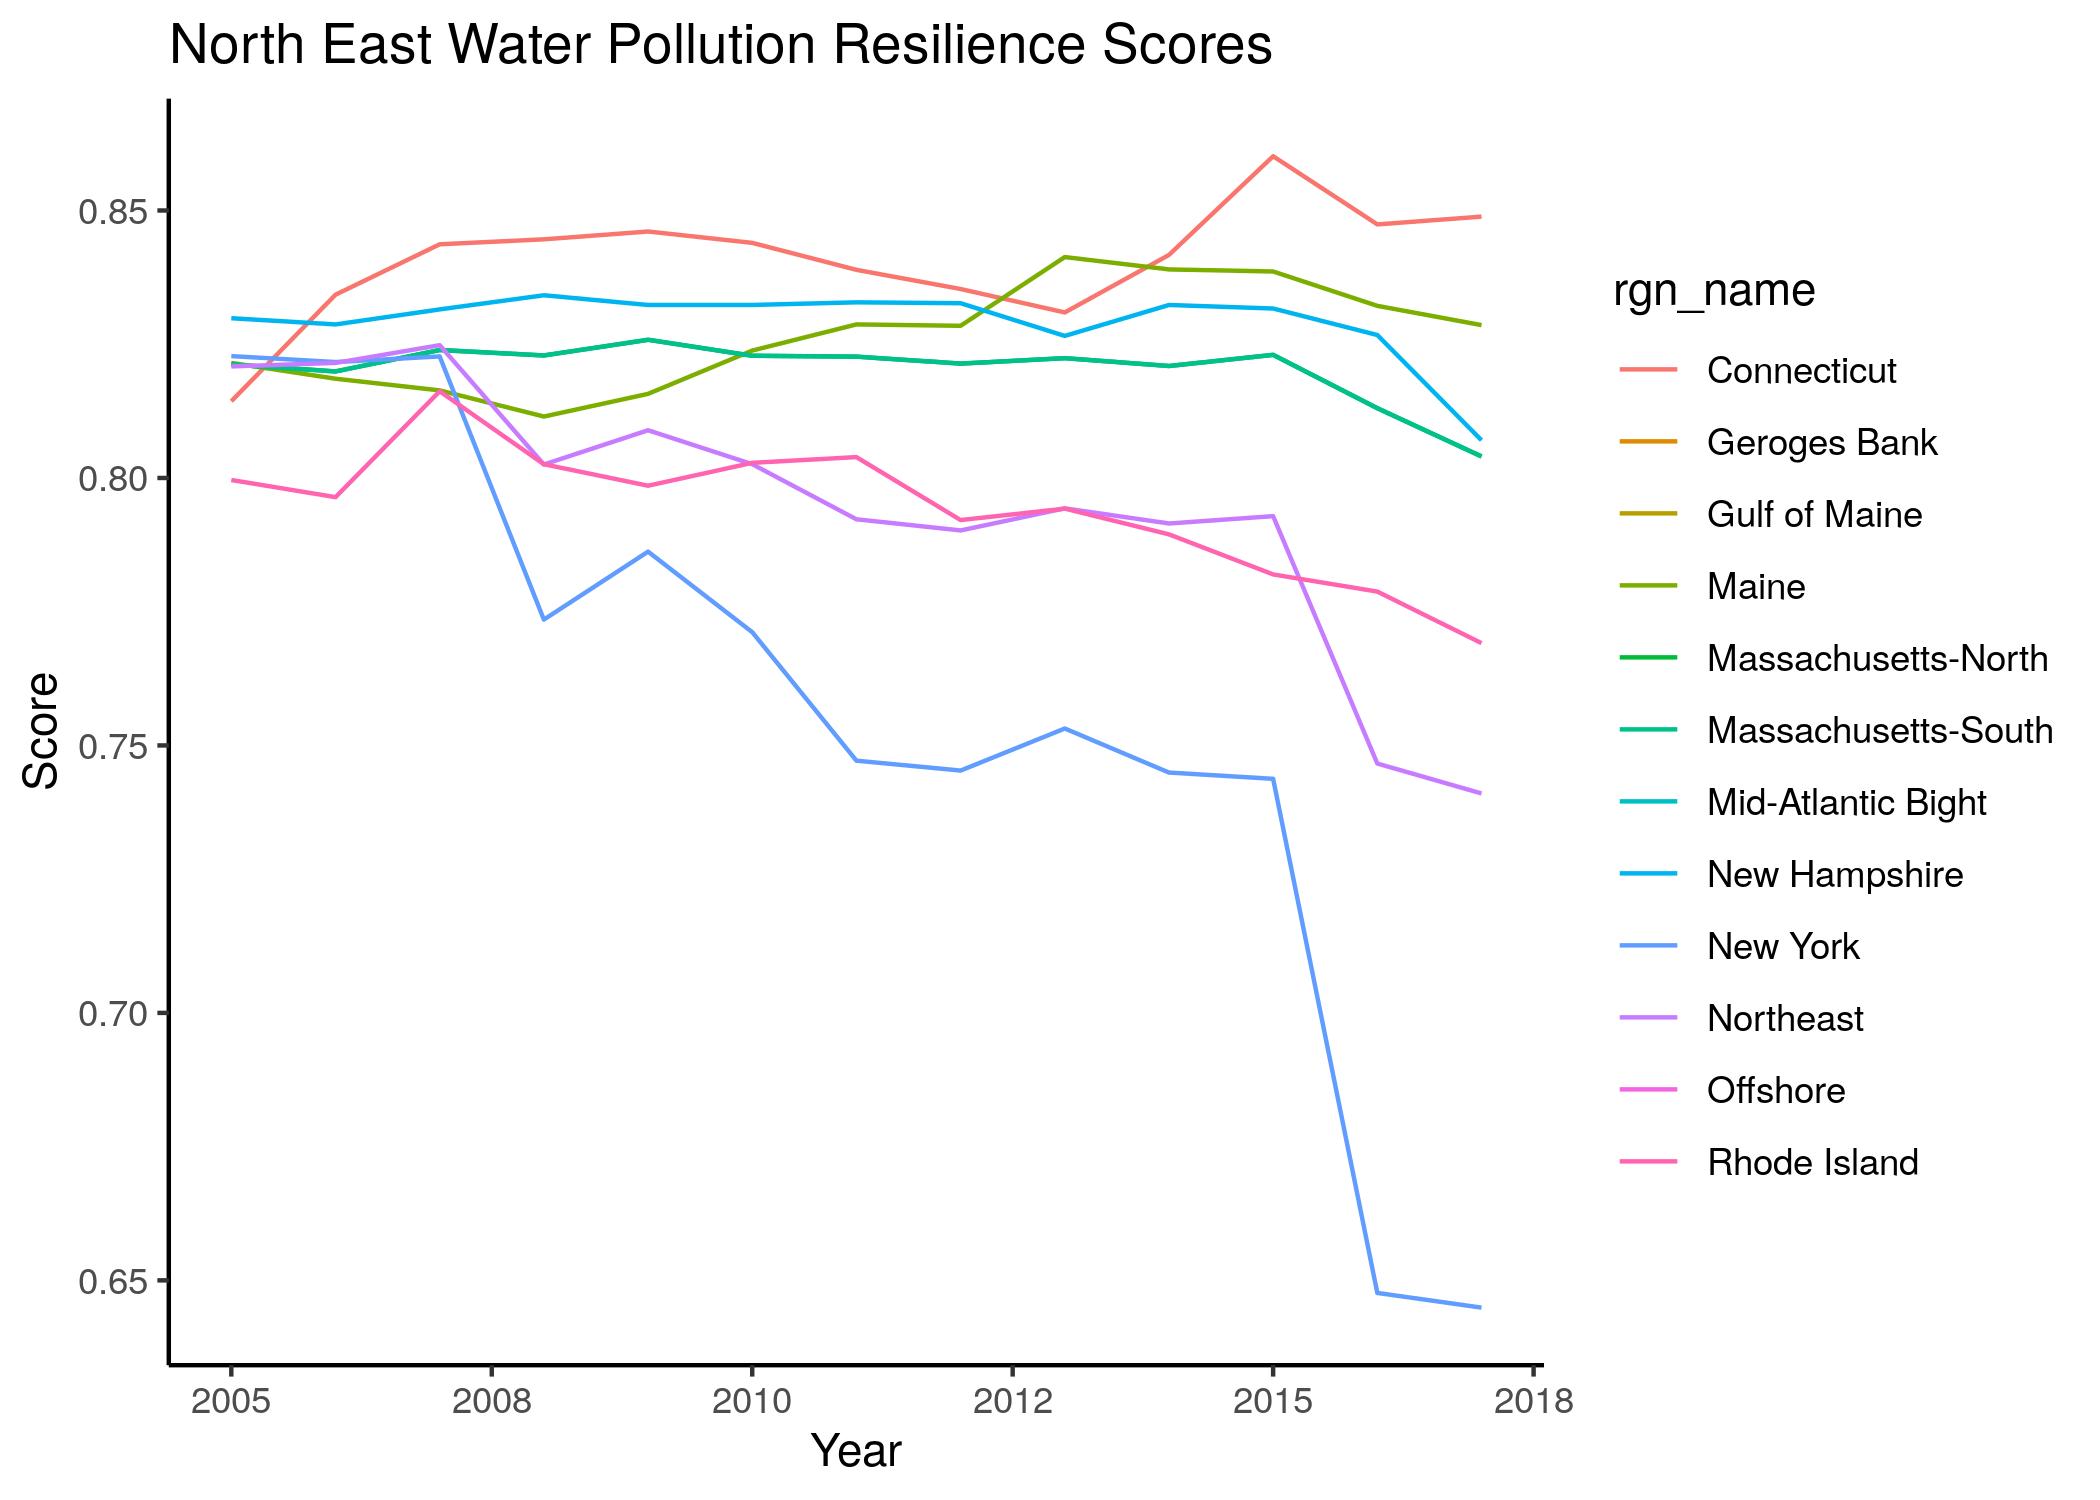 North East Water Pollution Resilience Scores
0.85
0.80
0.75
0.70
0.65
Score
2005 2008 2010 2012 2015 2018
Year
rgn_name
Connecticut
Geroges Bank
Gulf of Maine
Maine
Massachusetts-North
Massachusetts-South
Mid-Atlantic Bight
New Hampshire
New York
Northeast
Offshore
Rhode Island